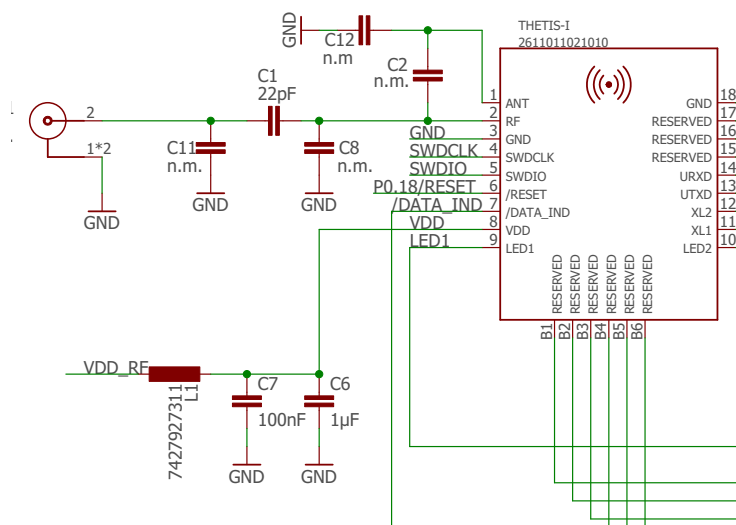 THETIS-I
2611011021010
GND
C12
n.m
C2
n.m.
C1
22pF
2
1*2
GND
C11
n.m.
GND
C8
n.m.
GND
GND
SWDCLK
SWDIO
P0.18/RESET
/DATA_IND
VDD
LED1
1 ANT
2 RF
3 GND
4 SWDCLK
5 SWDIO
6 /RESET
7 /DATA_IND
8 VDD
9 LED1
GND 18
RESERVED 17
RESERVED 16
RESERVED 15
URXD 14
UTXD 13
XL2 12
XL1 11
LED2 10
RESERVED
RESERVED
RESERVED
RESERVED
RESERVED
RESERVED
B1
B2
B3
B4
B5
B6
VDD_RF
L1
7427927311
C7
100nF
GND
C6
1µF
GND